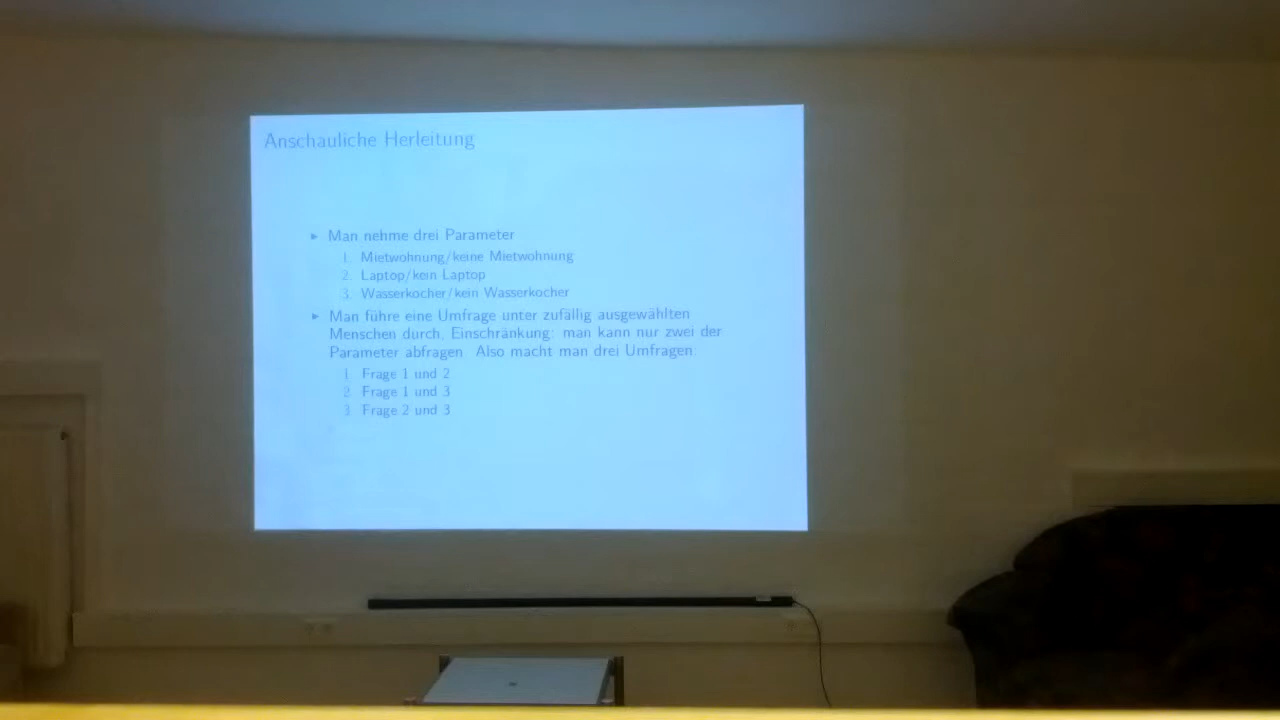 Anschauliche Herleitung
▶ Man nehme drei Parameter
1. Mietwohnung/keine Mietwohnung
2. Laptop/kein Laptop
3. Wasserkocher/kein Wasserkocher
▶ Man führe eine Umfrage unter zufällig ausgewählten
Menschen durch. Einschränkung: man kann nur zwei der
Parameter abfragen. Also macht man drei Umfragen:
1. Frage 1 und 2
2. Frage 1 und 3
3. Frage 2 und 3